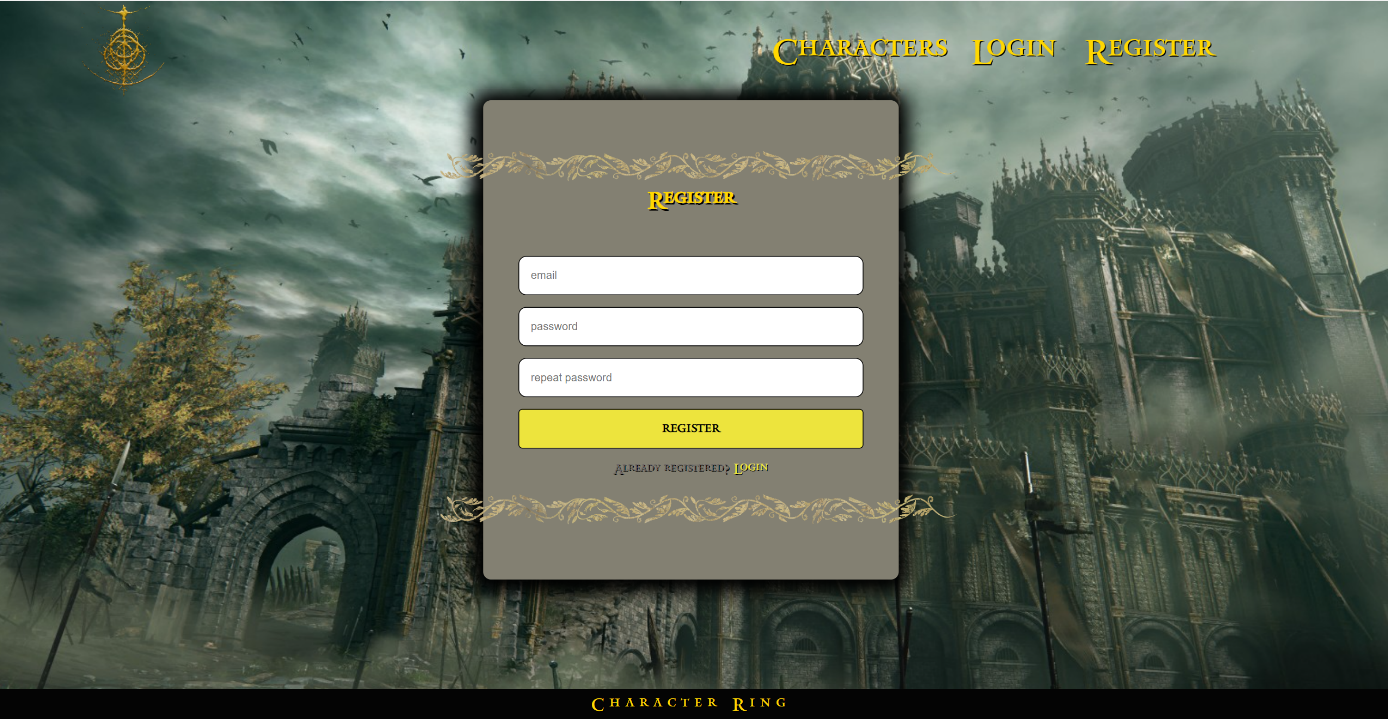 Characters Login Register
Register
email
password
repeat password
REGISTER
Already registered? Login
Character Ring